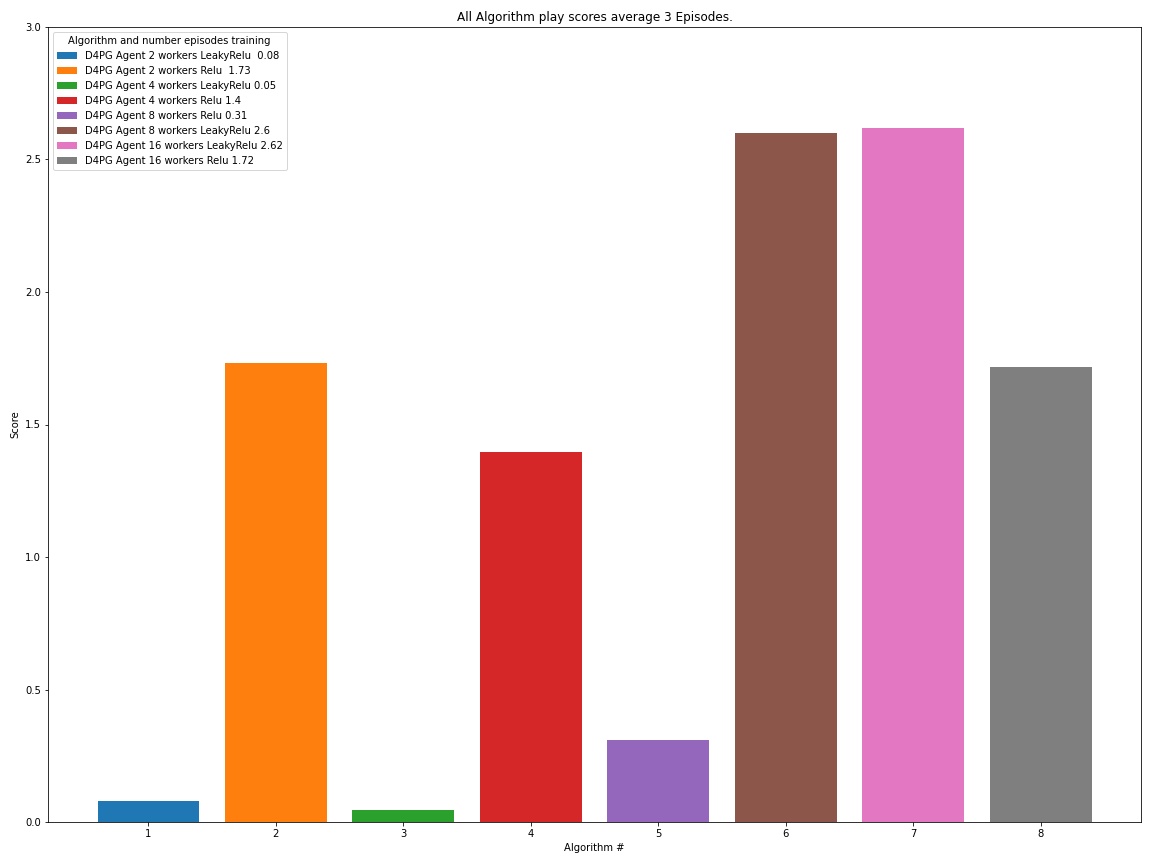 All Algorithm play scores average 3 Episodes.
3.0
Algorithm and number episodes training
D4PG Agent 2 workers LeakyRelu  0.08
D4PG Agent 2 workers Relu  1.73
D4PG Agent 4 workers LeakyRelu 0.05
D4PG Agent 4 workers Relu 1.4
D4PG Agent 8 workers Relu 0.31
D4PG Agent 8 workers LeakyRelu 2.6
D4PG Agent 16 workers LeakyRelu 2.62
D4PG Agent 16 workers Relu 1.72
2.5
2.0
1.5
Score
1.0
0.5
0.0
1 2 3 4 5 6 7 8
Algorithm #